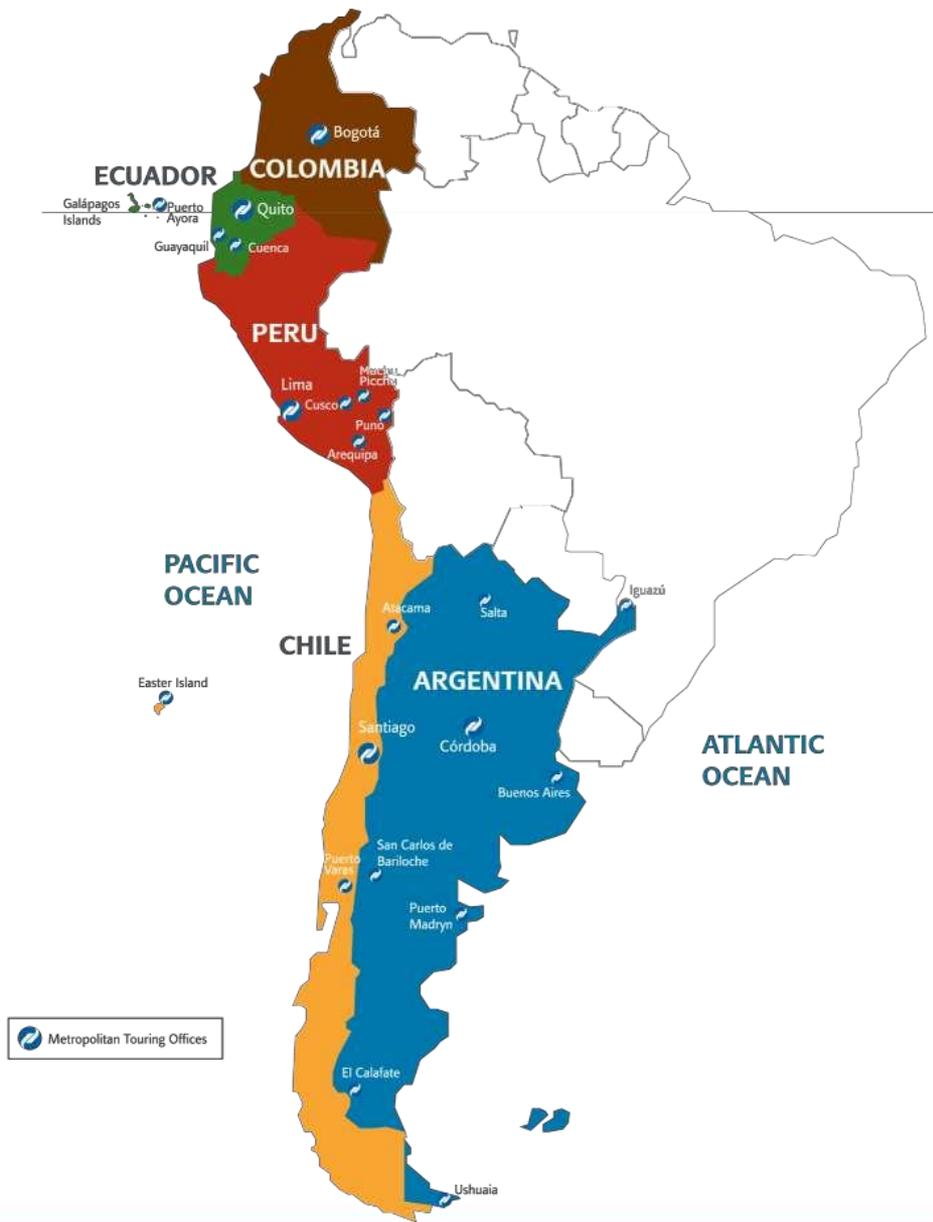 Bogotá
COLOMBIA
ECUADOR
Galápagos
Islands
Puerto
Ayora
Quito
Guayaquil
Cuenca
PERU
Lima
Machu
Picchu
Cusco
Puno
Arequipa
PACIFIC
OCEAN
Atacama
Salta
Iguazú
CHILE
ARGENTINA
Easter Island
Santiago
Córdoba
ATLANTIC
OCEAN
Buenos Aires
San Carlos de
Bariloche
Puerto
Varas
Puerto
Madryn
Metropolitan Touring Offices
El Calafate
Ushuaia